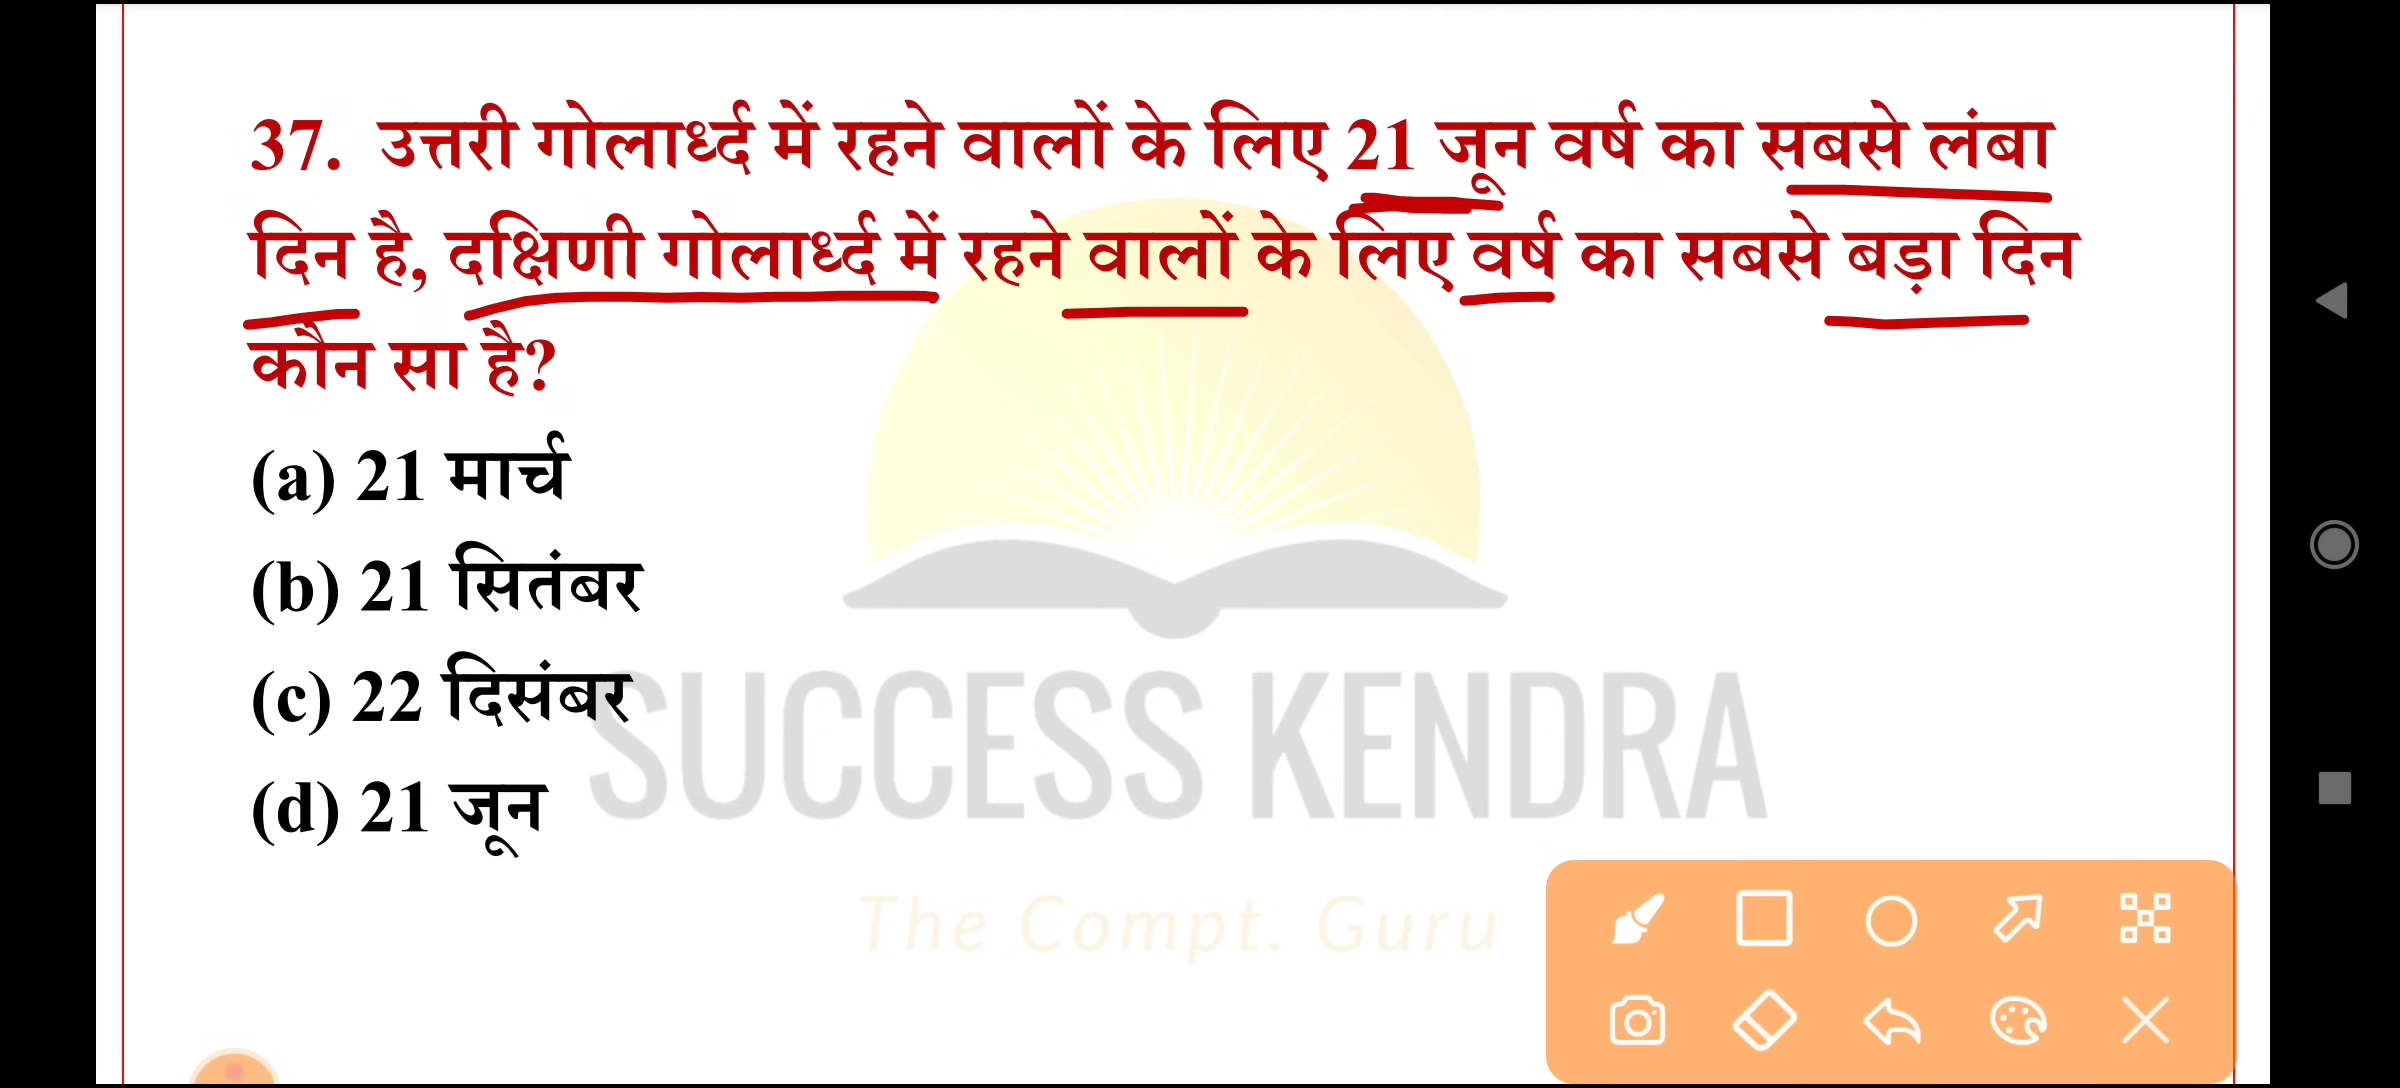 37. उत्तरी गोलार्ध्द में रहने वालों के लिए 21 जून वर्ष का सबसे लंबा
दिन है, दक्षिणी गोलार्ध्द में रहने वालों के लिए वर्ष का सबसे बड़ा दिन
कौन सा है?
(a) 21 मार्च
(b) 21 सितंबर
(c) 22 दिसंबर
(d) 21 जून
SUCCESS KENDRA
The Compt. Guru